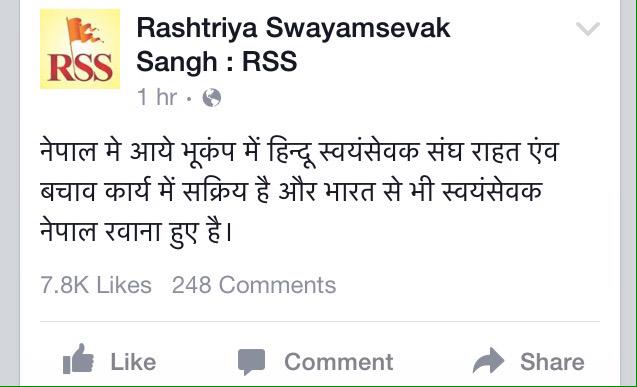 RSS
Rashtriya Swayamsevak
Sangh : RSS
1 hr ·
नेपाल मे आये भूकंप में हिन्दू स्वयंसेवक संघ राहत एंव
बचाव कार्य में सक्रिय है और भारत से भी स्वयंसेवक
नेपाल रवाना हुए है।
7.8K Likes 248 Comments
Like Comment Share